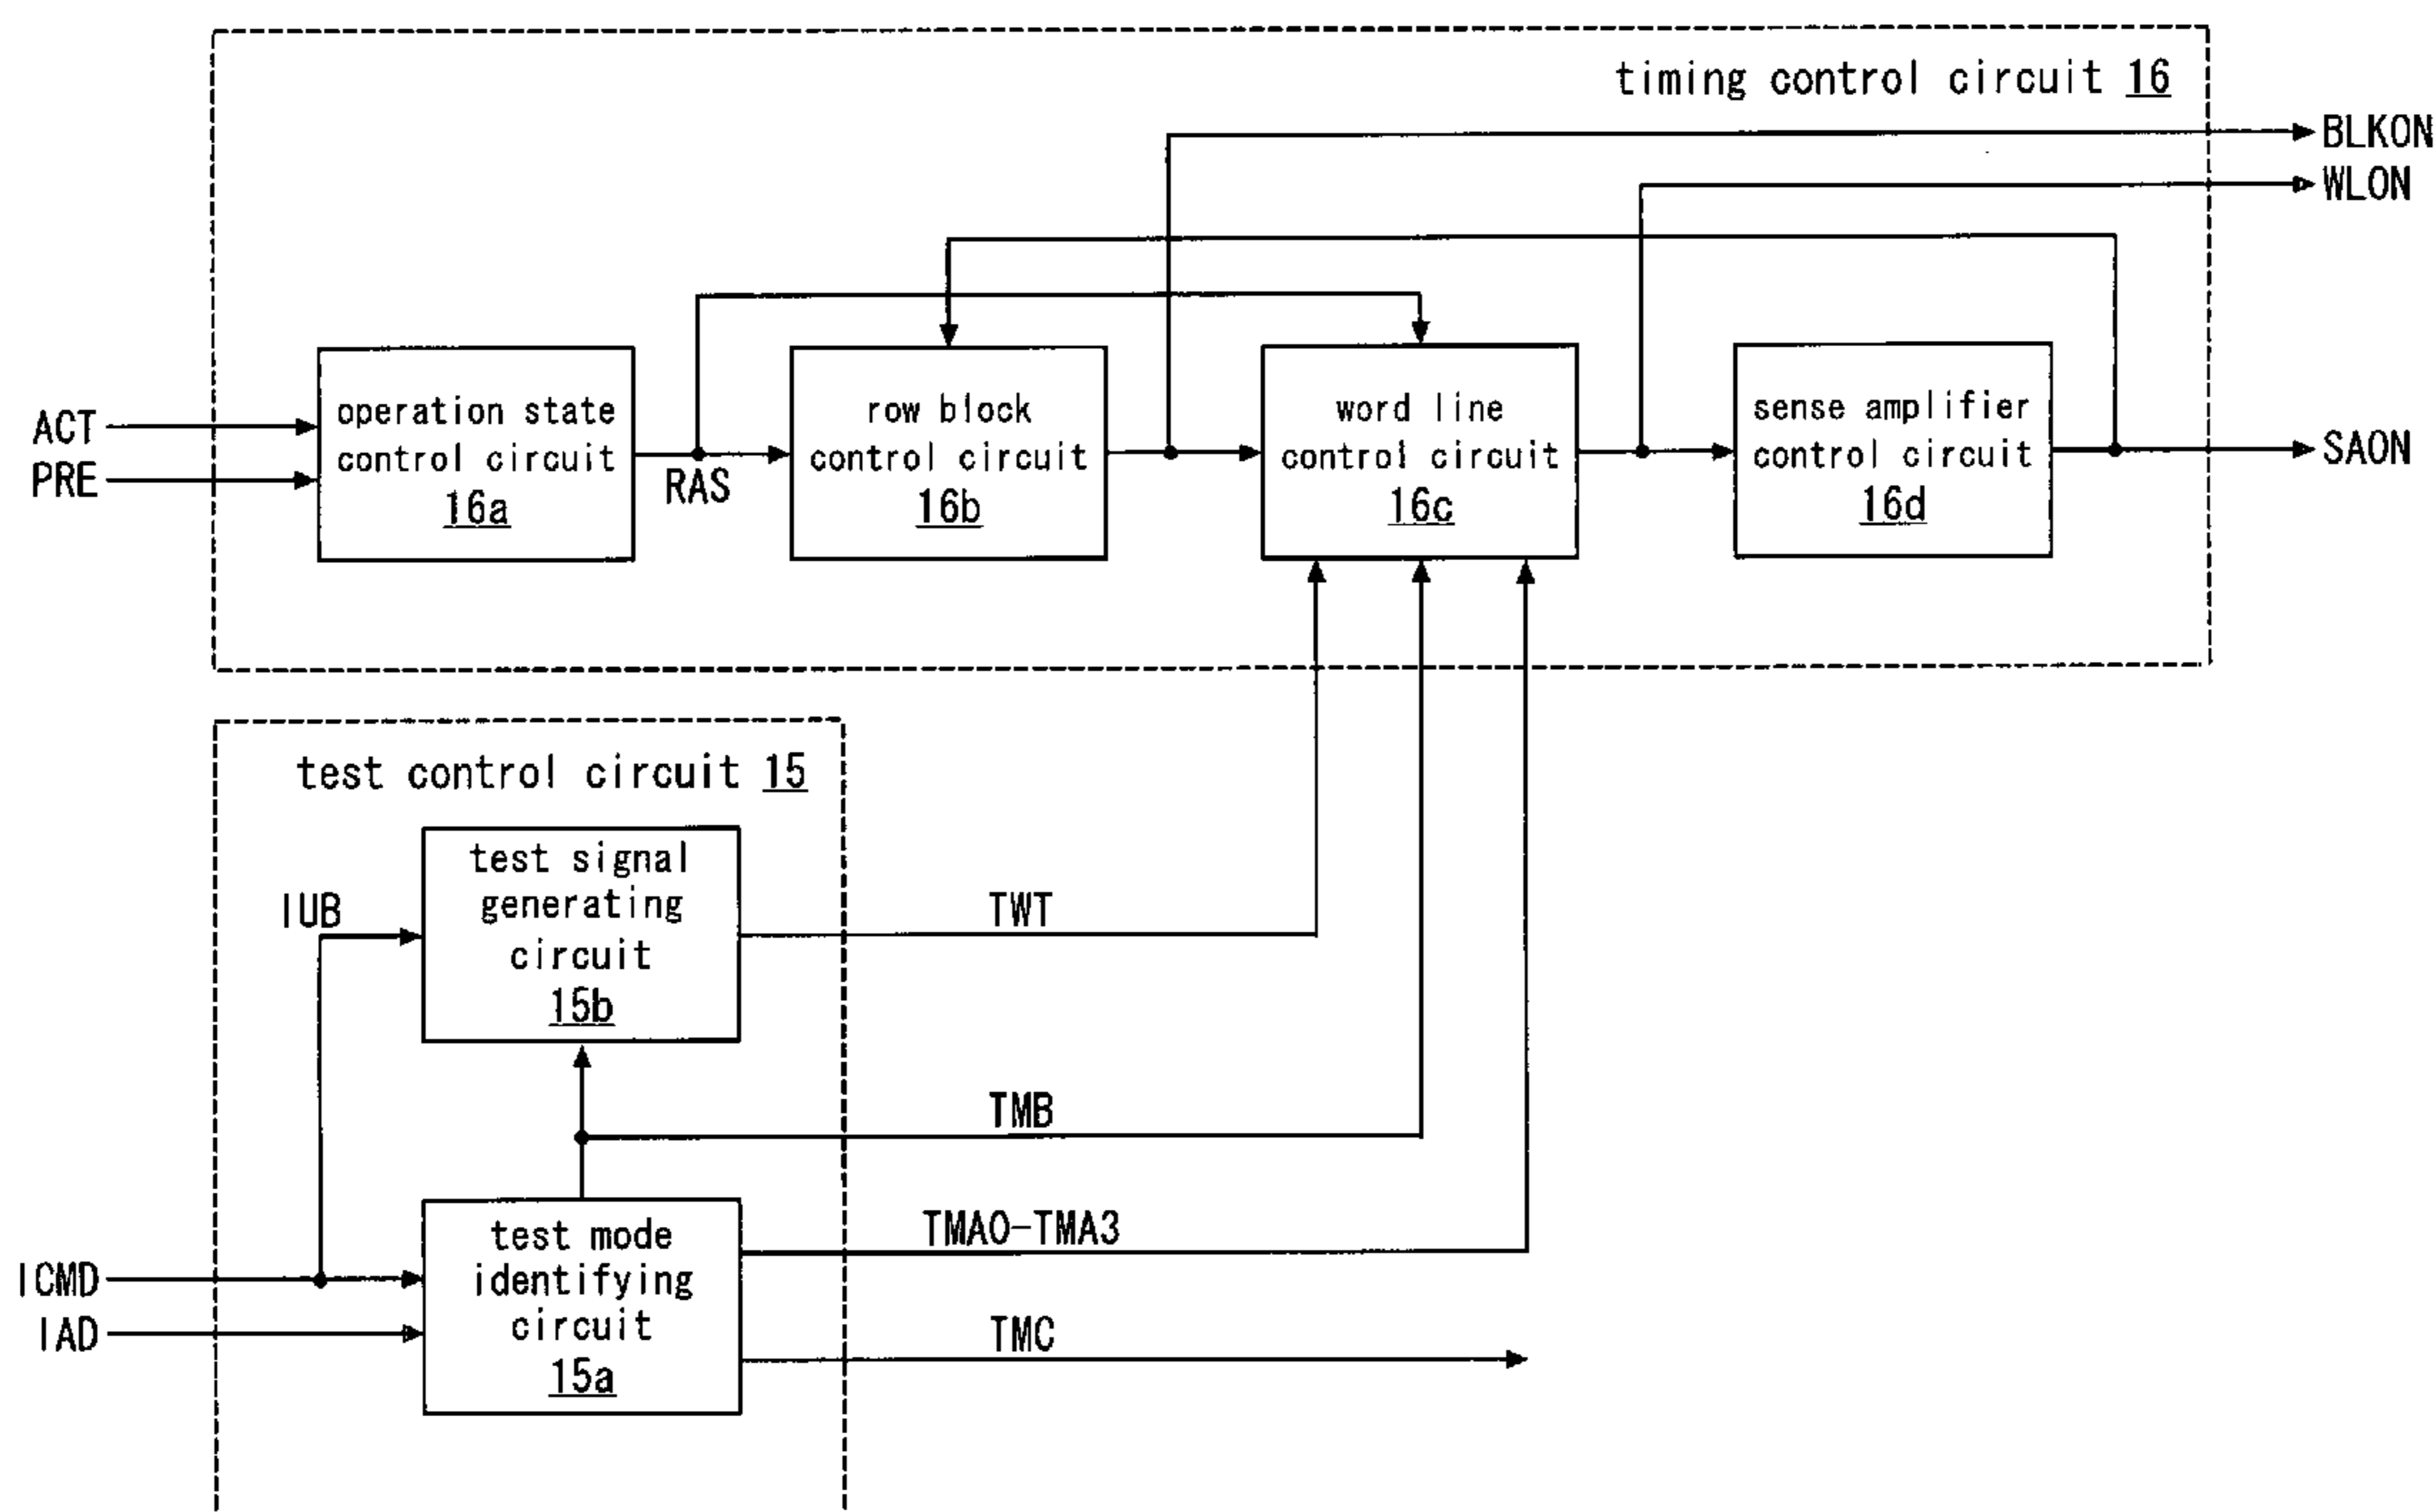 timing control circuit 16
BLKON
WLON
ACT
PRE
operation state
control circuit
16a
RAS
row block
control circuit
16b
word line
control circuit
16c
sense amplifier
control circuit
16d
SAON
test control circuit 15
IUB
test signal
generating
circuit
15b
TWT
TMB
ICMD
IAD
test mode
identifying
circuit
15a
TMA0-TMA3
TMC